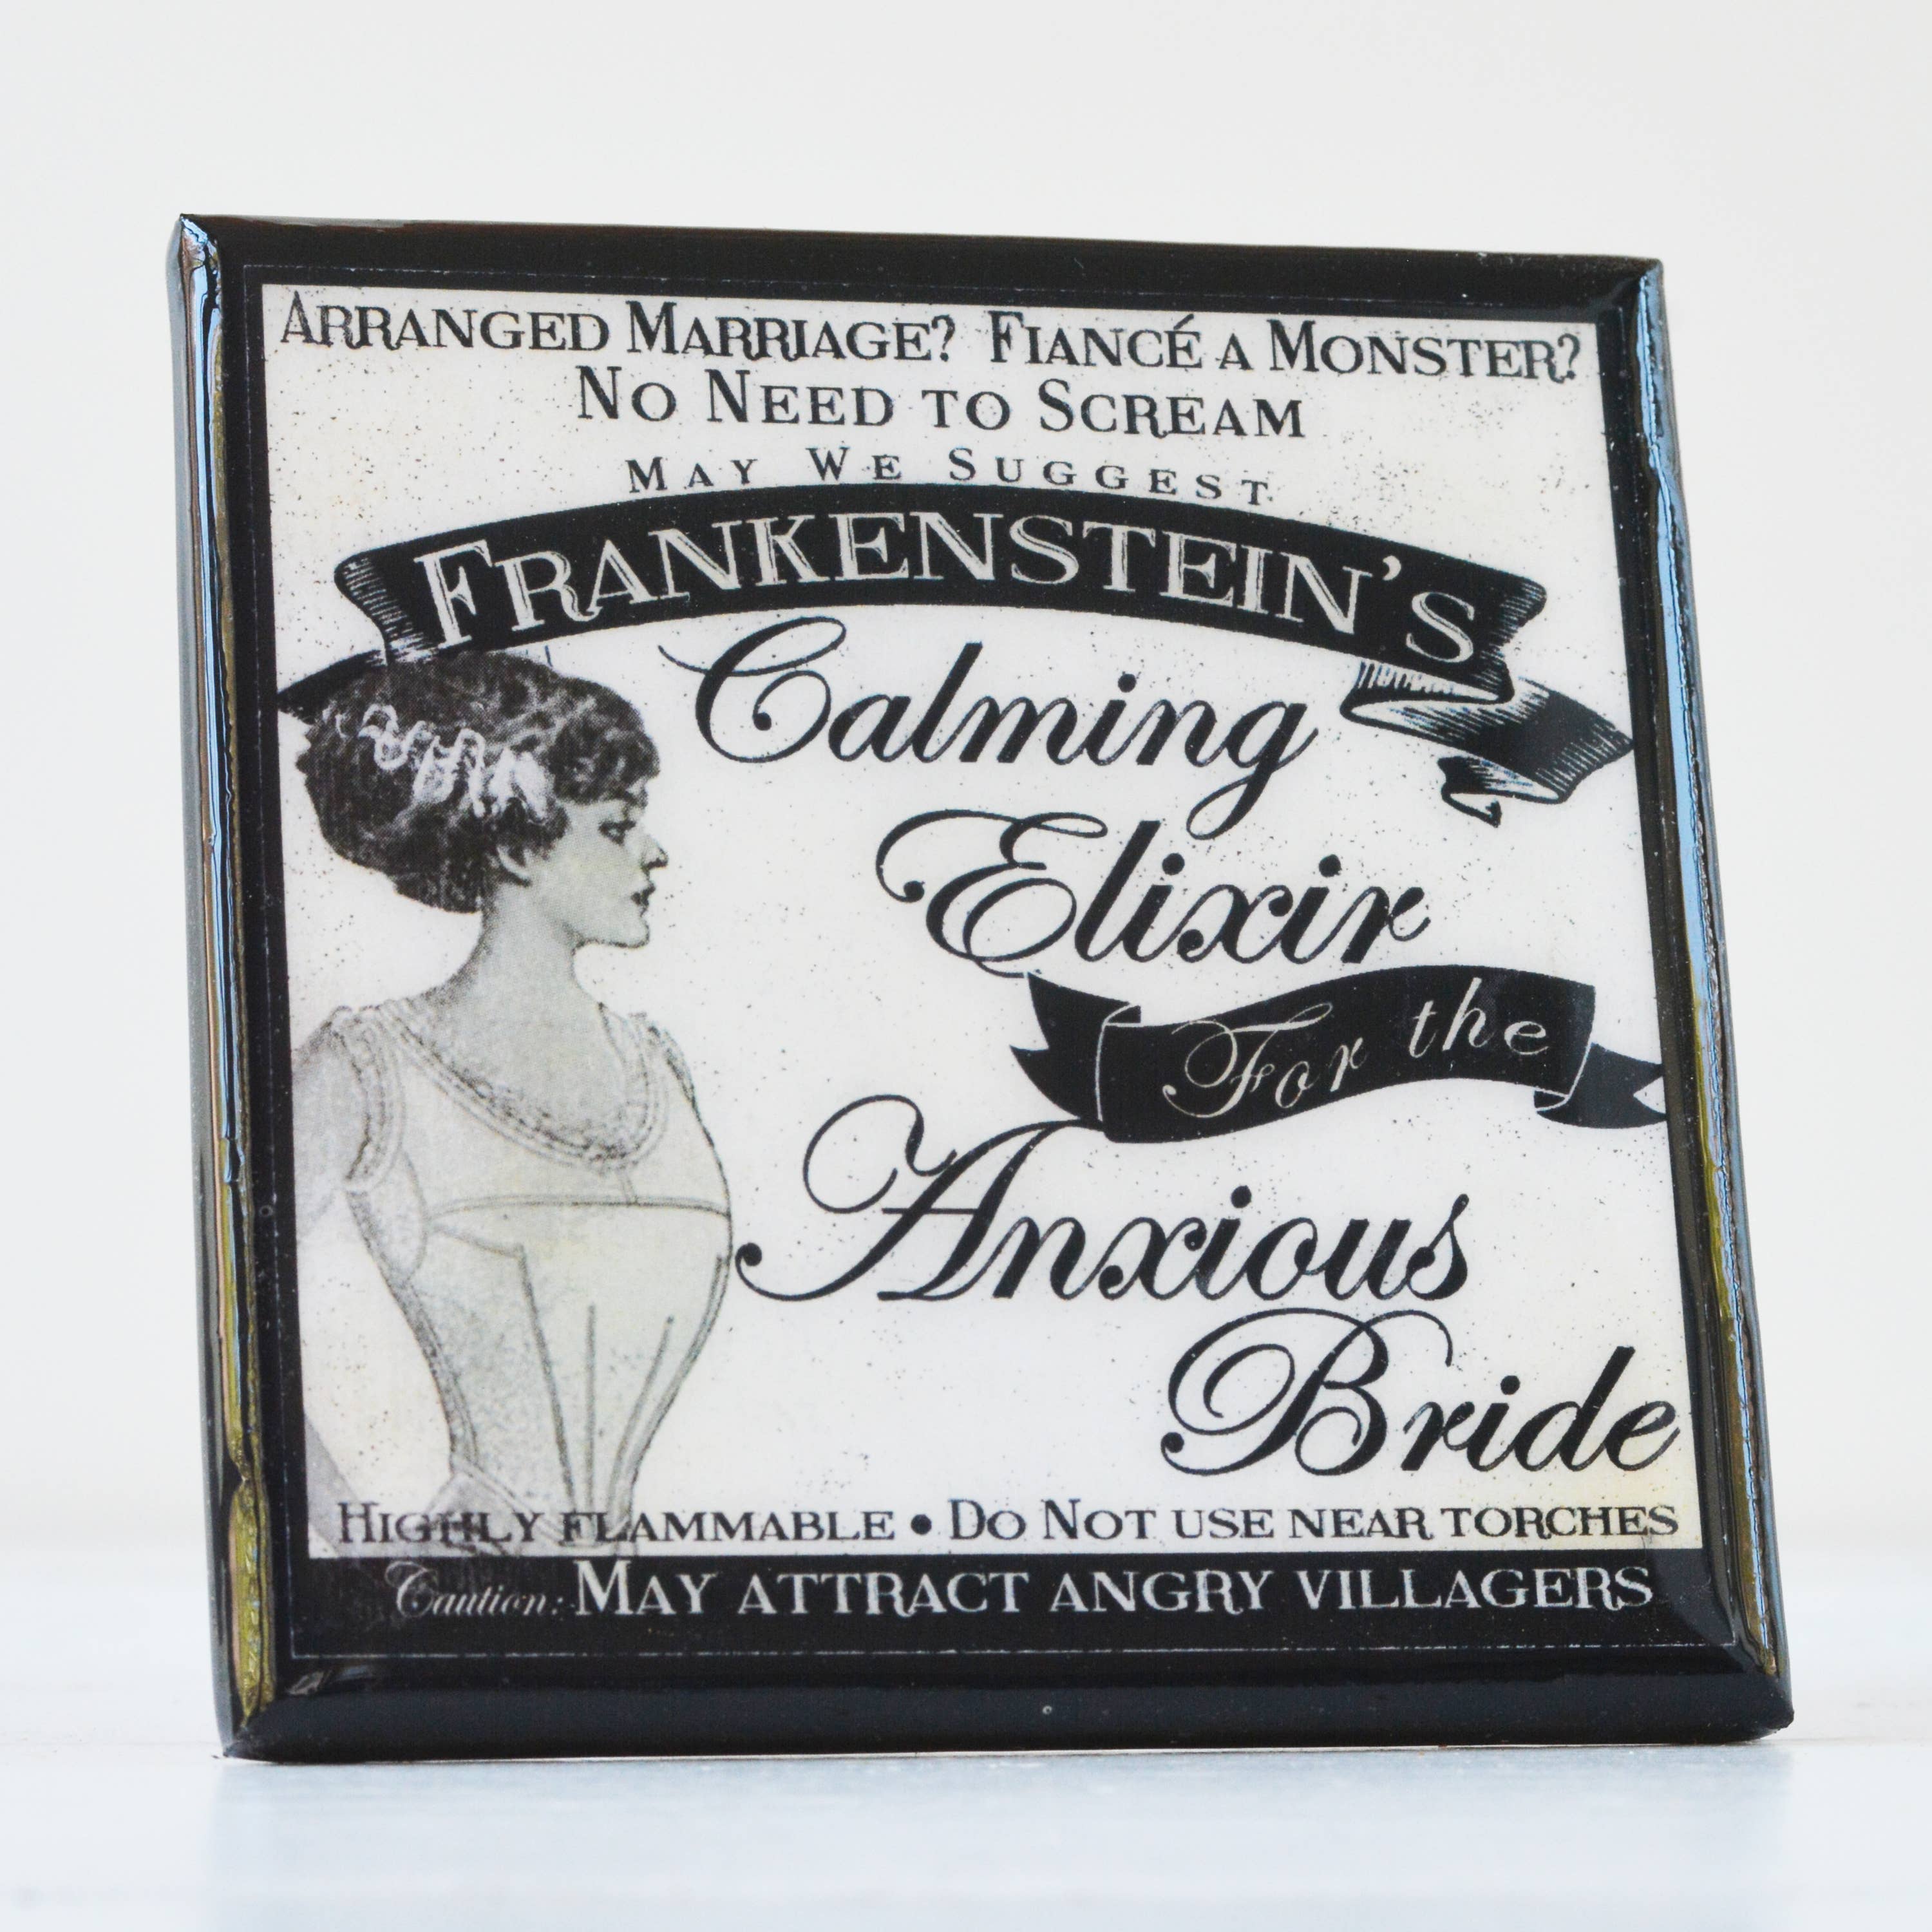 Arranged Marriage? Fiancé a Monster?
No Need to Scream
May We Suggest
Frankenstein's
Calming
Elixir
For the
Anxious
Bride
Highly flammable • Do Not use near torches
Caution: May attract angry villagers